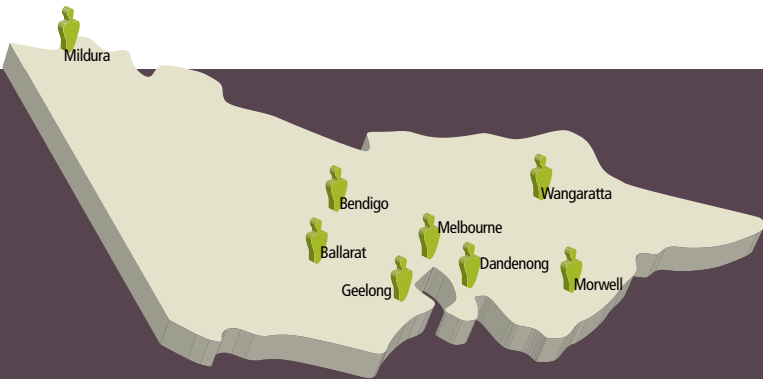 Mildura
Wangaratta
Bendigo
Melbourne
Ballarat
Dandenong
Geelong
Morwell